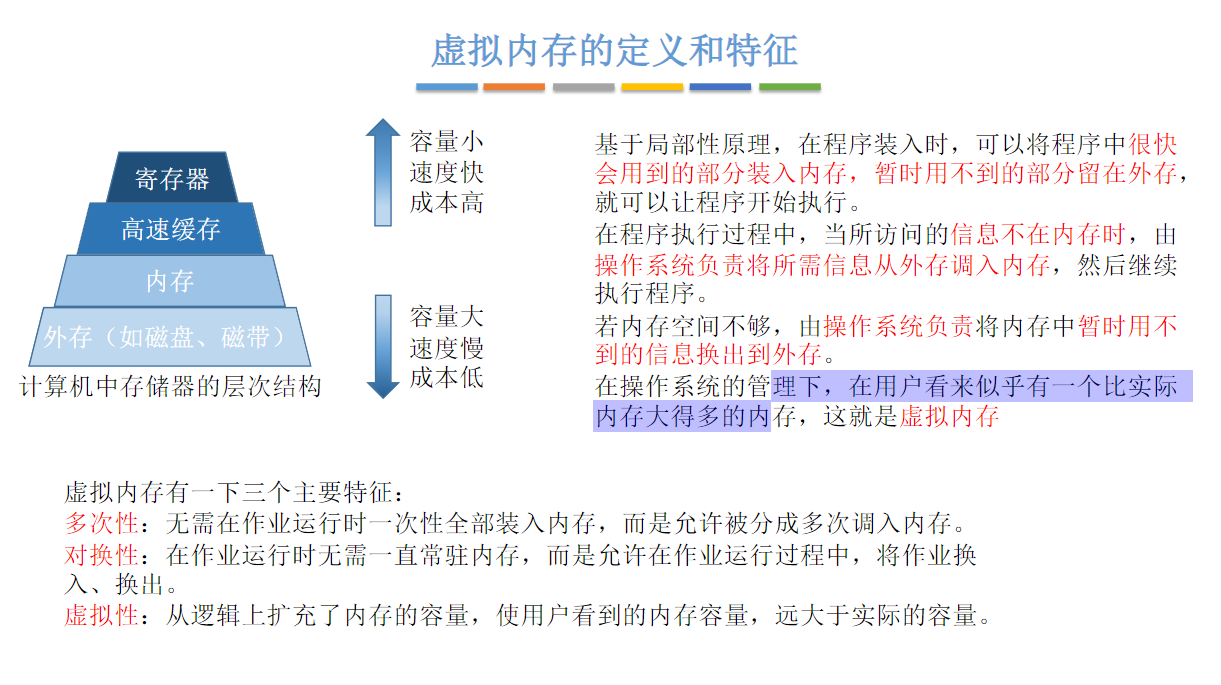 虚拟内存的定义和特征
寄存器
高速缓存
内存
外存（如磁盘、磁带）
计算机中存储器的层次结构
容量小
速度快
成本高
容量大
速度慢
成本低
基于局部性原理，在程序装入时，可以将程序中很快
会用到的部分装入内存，暂时用不到的部分留在外存，
就可以让程序开始执行。
在程序执行过程中，当所访问的信息不在内存时，由
操作系统负责将所需信息从外存调入内存，然后继续
执行程序。
若内存空间不够，由操作系统负责将内存中暂时用不
到的信息换出到外存。
在操作系统的管理下，在用户看来似乎有一个比实际
内存大得多的内存，这就是虚拟内存
虚拟内存有一下三个主要特征：
多次性：无需在作业运行时一次性全部装入内存，而是允许被分成多次调入内存。
对换性：在作业运行时无需一直常驻内存，而是允许在作业运行过程中，将作业换
入、换出。
虚拟性：从逻辑上扩充了内存的容量，使用户看到的内存容量，远大于实际的容量。